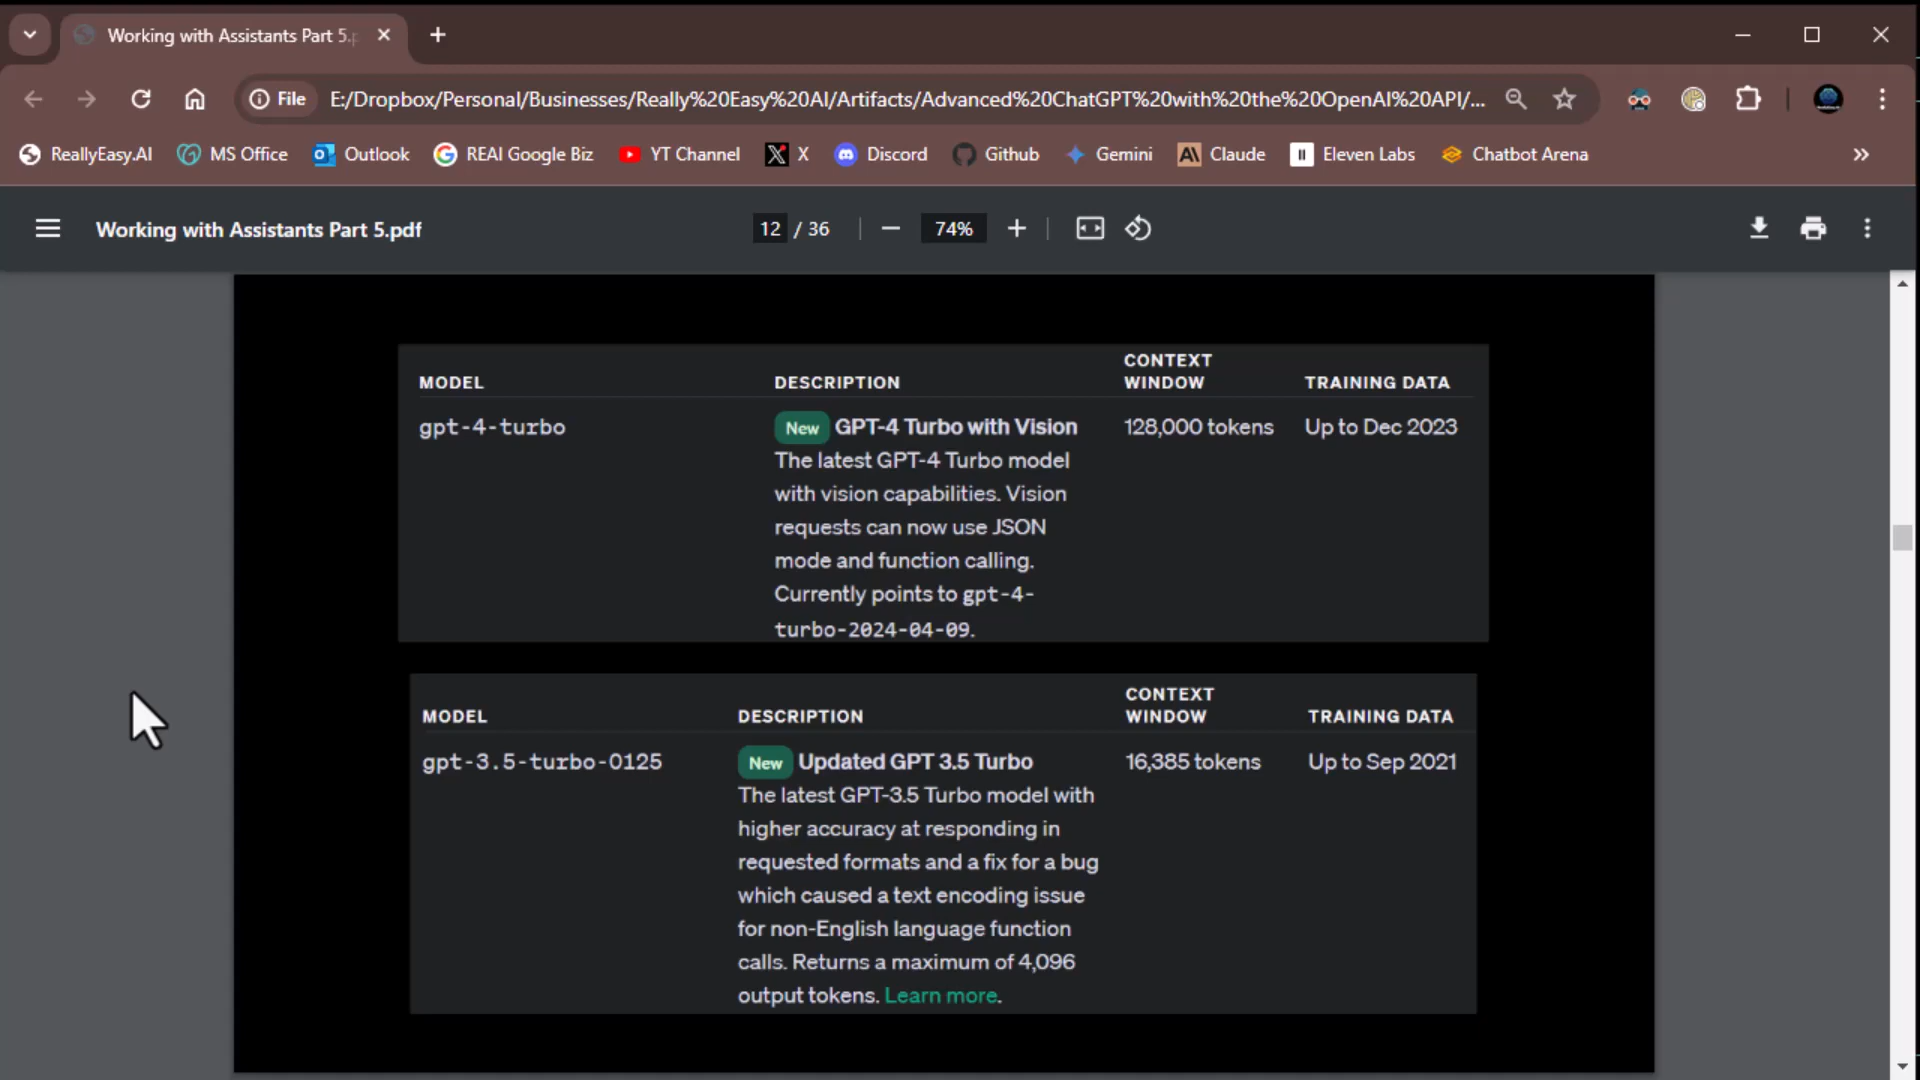 Working with Assistants Part 5.p
File
E:/Dropbox/Personal/Businesses/Really%20Easy%20AI/Artifacts/Advanced%20ChatGPT%20with%20the%20OpenAI%20API/...
ReallyEasy.AI
MS Office
Outlook
REAI Google Biz
YT Channel
X
Discord
Github
Gemini
Claude
Eleven Labs
Chatbot Arena
Working with Assistants Part 5.pdf
12 / 36
74%
MODEL
DESCRIPTION
CONTEXT
WINDOW
TRAINING DATA
gpt-4-turbo
New GPT-4 Turbo with Vision
The latest GPT-4 Turbo model
with vision capabilities. Vision
requests can now use JSON
mode and function calling.
Currently points to gpt-4-
turbo-2024-04-09.
128,000 tokens
Up to Dec 2023
MODEL
DESCRIPTION
CONTEXT
WINDOW
TRAINING DATA
gpt-3.5-turbo-0125
New Updated GPT 3.5 Turbo
The latest GPT-3.5 Turbo model with
higher accuracy at responding in
requested formats and a fix for a bug
which caused a text encoding issue
for non-English language function
calls. Returns a maximum of 4,096
output tokens. Learn more.
16,385 tokens
Up to Sep 2021